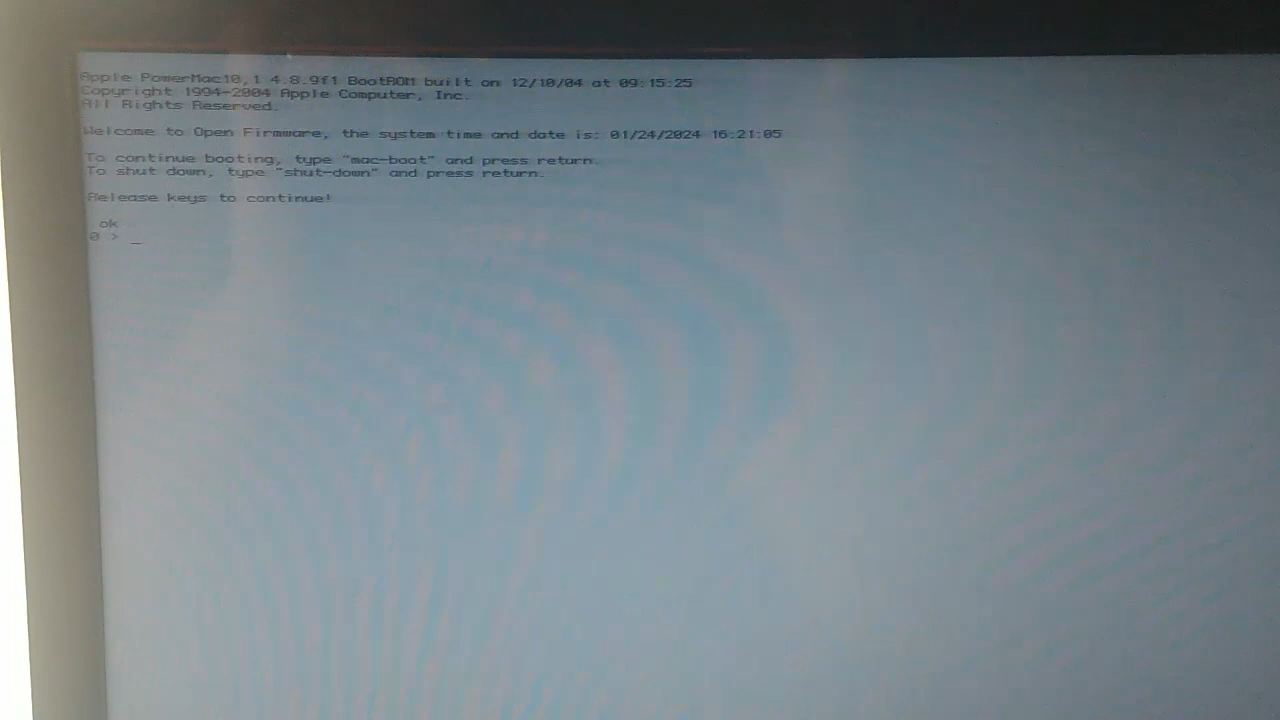 Apple PowerMac10,1 4.8.9f1 BootROM built on 12/10/04 at 09:15:25
Copyright 1994-2004 Apple Computer, Inc.
All Rights Reserved.
Welcome to Open Firmware, the system time and date is: 01/24/2024 16:21:05
To continue booting, type "mac-boot" and press return.
To shut down, type "shut-down" and press return.
Release keys to continue!
ok
0 > _